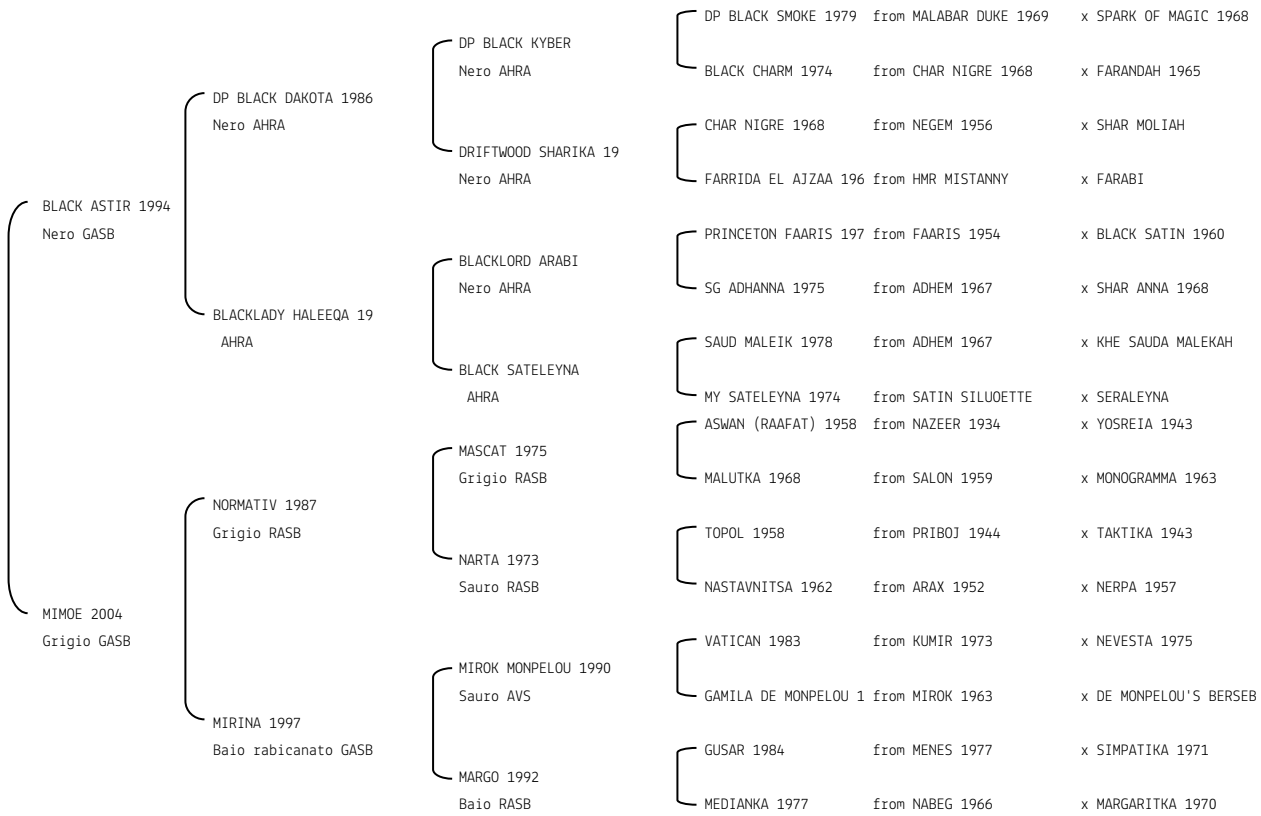 DP BLACK SMOKE 1979 from MALABAR DUKE 1969 x SPARK OF MAGIC 1968
DP BLACK KYBER
Nero AHRA
BLACK CHARM 1974 from CHAR NIGRE 1968 x FARANDAH 1965
DP BLACK DAKOTA 1986
Nero AHRA
CHAR NIGRE 1968 from NEGEM 1956 x SHAR MOLIAH
DRIFTWOOD SHARIKA 19
Nero AHRA
FARRIDA EL AJZAA 196 from HMR MISTANNY x FARABI
BLACK ASTIR 1994
Nero GASB
PRINCETON FAARIS 197 from FAARIS 1954 x BLACK SATIN 1960
BLACKLORD ARABI
Nero AHRA
SG ADHANNA 1975 from ADHEM 1967 x SHAR ANNA 1968
BLACKLADY HALEEQA 19
AHRA
SAUD MALEIK 1978 from ADHEM 1967 x KHE SAUDA MALEKAH
BLACK SATELEYNA
AHRA
MY SATELEYNA 1974 from SATIN SILUOETTE x SERALEYNA
ASWAN (RAAFAT) 1958 from NAZEER 1934 x YOSREIA 1943
MASCAT 1975
Grigio RASB
MALUTKA 1968 from SALON 1959 x MONOGRAMMA 1963
NORMATIV 1987
Grigio RASB
TOPOL 1958 from PRIBOJ 1944 x TAKTIKA 1943
NARTA 1973
Sauro RASB
NASTAVNITSA 1962 from ARAX 1952 x NERPA 1957
MIMOE 2004
Grigio GASB
VATICAN 1983 from KUMIR 1973 x NEVESTA 1975
MIROK MONPELOU 1990
Sauro AVS
GAMILA DE MONPELOU 1 from MIROK 1963 x DE MONPELOU'S BERSEB
MIRINA 1997
Baio rabicanato GASB
GUSAR 1984 from MENES 1977 x SIMPATIKA 1971
MARGO 1992
Baio RASB
MEDIANKA 1977 from NABEG 1966 x MARGARITKA 1970